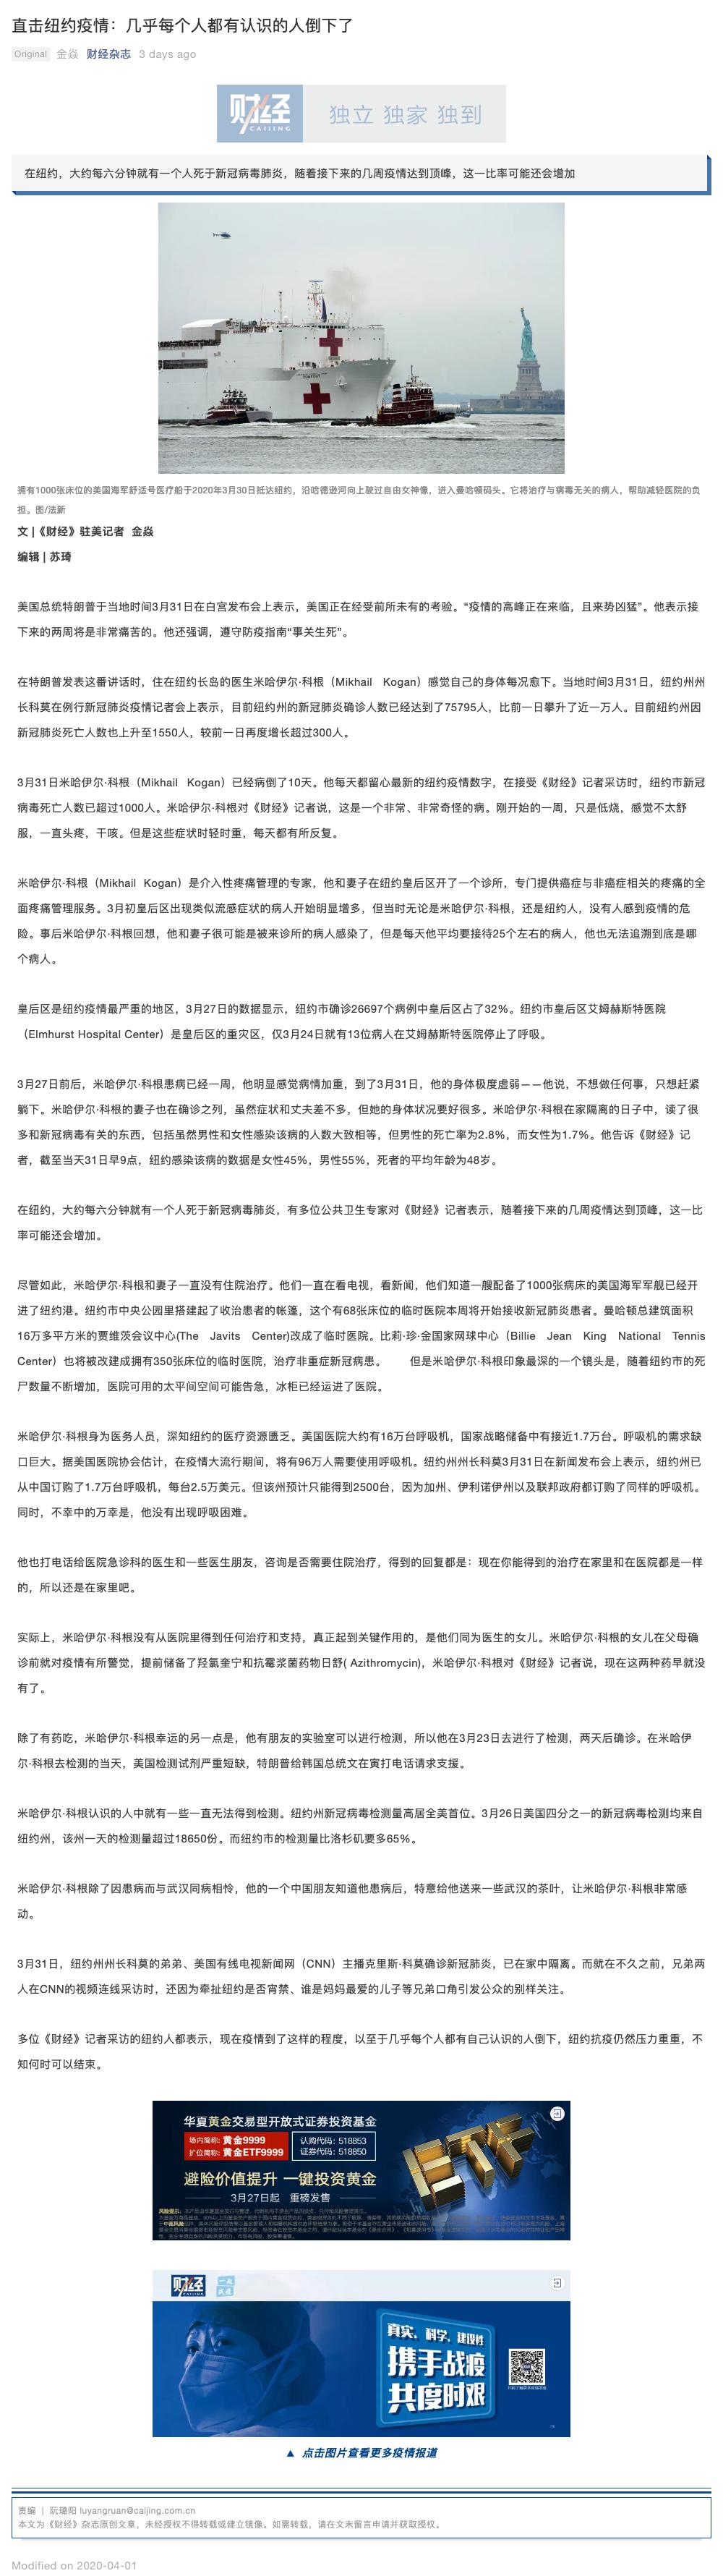 直击纽约疫情：几乎每个人都有认识的人倒下了
Original 金焱 财经杂志 3 days ago
财经 CAIJING 独立 独家 独到
在纽约，大约每六分钟就有一个人死于新冠病毒肺炎，随着接下来的几周疫情达到顶峰，这一比率可能还会增加
拥有1000张床位的美国海军舒适号医疗船于2020年3月30日抵达纽约，沿哈德逊河向上驶过自由女神像，进入曼哈顿码头。它将治疗与病毒无关的病人，帮助减轻医院的负
担。图/法新
文 |《财经》驻美记者 金焱
编辑 | 苏琦
美国总统特朗普于当地时间3月31日在白宫发布会上表示，美国正在经受前所未有的考验。“疫情的高峰正在来临，且来势凶猛”。他表示接
下来的两周将是非常痛苦的。他还强调，遵守防疫指南“事关生死”。
在特朗普发表这番讲话时，住在纽约长岛的医生米哈伊尔·科根（Mikhail Kogan）感觉自己的身体每况愈下。当地时间3月31日，纽约州州
长科莫在例行新冠肺炎疫情记者会上表示，目前纽约州的新冠肺炎确诊人数已经达到了75795人，比前一日攀升了近一万人。目前纽约州因
新冠肺炎死亡人数也上升至1550人，较前一日再度增长超过300人。
3月31日米哈伊尔·科根（Mikhail Kogan）已经病倒了10天。他每天都留心最新的纽约疫情数字，在接受《财经》记者采访时，纽约市新冠
病毒死亡人数已超过1000人。米哈伊尔·科根对《财经》记者说，这是一个非常、非常奇怪的病。刚开始的一周，只是低烧，感觉不太舒
服，一直头疼，干咳。但是这些症状时轻时重，每天都有所反复。
米哈伊尔·科根（Mikhail Kogan）是介入性疼痛管理的专家，他和妻子在纽约皇后区开了一个诊所，专门提供癌症与非癌症相关的疼痛的全
面疼痛管理服务。3月初皇后区出现类似流感症状的病人开始明显增多，但当时无论是米哈伊尔·科根，还是纽约人，没有人感到疫情的危
险。事后米哈伊尔·科根回想，他和妻子很可能是被来诊所的病人感染了，但是每天他平均要接待25个左右的病人，他也无法追溯到底是哪
个病人。
皇后区是纽约疫情最严重的地区，3月27日的数据显示，纽约市确诊26697个病例中皇后区占了32%。纽约市皇后区艾姆赫斯特医院
（Elmhurst Hospital Center）是皇后区的重灾区，仅3月24日就有13位病人在艾姆赫斯特医院停止了呼吸。
3月27日前后，米哈伊尔·科根患病已经一周，他明显感觉病情加重，到了3月31日，他的身体极度虚弱——他说，不想做任何事，只想赶紧
躺下。米哈伊尔·科根的妻子也在确诊之列，虽然症状和丈夫差不多，但她的身体状况要好很多。米哈伊尔·科根在家隔离的日子中，读了很
多和新冠病毒有关的东西，包括虽然男性和女性感染该病的人数大致相等，但男性的死亡率为2.8%，而女性为1.7%。他告诉《财经》记
者，截至当天31日早9点，纽约感染该病的数据是女性45%，男性55%，死者的平均年龄为48岁。
在纽约，大约每六分钟就有一个人死于新冠病毒肺炎，有多位公共卫生专家对《财经》记者表示，随着接下来的几周疫情达到顶峰，这一比
率可能还会增加。
尽管如此，米哈伊尔·科根和妻子一直没有住院治疗。他们一直在看电视，看新闻，他们知道一艘配备了1000张病床的美国海军军舰已经开
进了纽约港。纽约市中央公园里搭建起了收治患者的帐篷，这个有68张床位的临时医院本周将开始接收新冠肺炎患者。曼哈顿总建筑面积
16万多平方米的贾维茨会议中心(The Javits Center)改成了临时医院。比莉·珍·金国家网球中心（Billie Jean King National Tennis
Center）也将被改建成拥有350张床位的临时医院，治疗非重症新冠病患。 但是米哈伊尔·科根印象最深的一个镜头是，随着纽约市的死
尸数量不断增加，医院可用的太平间空间可能告急，冰柜已经运进了医院。
米哈伊尔·科根身为医务人员，深知纽约的医疗资源匮乏。美国医院大约有16万台呼吸机，国家战略储备中有接近1.7万台。呼吸机的需求缺
口巨大。据美国医院协会估计，在疫情大流行期间，将有96万人需要使用呼吸机。纽约州州长科莫3月31日在新闻发布会上表示，纽约州已
从中国订购了1.7万台呼吸机，每台2.5万美元。但该州预计只能得到2500台，因为加州、伊利诺伊州以及联邦政府都订购了同样的呼吸机。
同时，不幸中的万幸是，他没有出现呼吸困难。
他也打电话给医院急诊科的医生和一些医生朋友，咨询是否需要住院治疗，得到的回复都是：现在你能得到的治疗在家里和在医院都是一样
的，所以还是在家里吧。
实际上，米哈伊尔·科根没有从医院里得到任何治疗和支持，真正起到关键作用的，是他们同为医生的女儿。米哈伊尔·科根的女儿在父母确
诊前就对疫情有所警觉，提前储备了羟氯奎宁和抗霉浆菌药物日舒( Azithromycin)，米哈伊尔·科根对《财经》记者说，现在这两种药早就没
有了。
除了有药吃，米哈伊尔·科根幸运的另一点是，他有朋友的实验室可以进行检测，所以他在3月23日去进行了检测，两天后确诊。在米哈伊
尔·科根去检测的当天，美国检测试剂严重短缺，特朗普给韩国总统文在寅打电话请求支援。
米哈伊尔·科根认识的人中就有一些一直无法得到检测。纽约州新冠病毒检测量高居全美首位。3月26日美国四分之一的新冠病毒检测均来自
纽约州，该州一天的检测量超过18650份。而纽约市的检测量比洛杉矶要多65%。
米哈伊尔·科根除了因患病而与武汉同病相怜，他的一个中国朋友知道他患病后，特意给他送来一些武汉的茶叶，让米哈伊尔·科根非常感
动。
3月31日，纽约州州长科莫的弟弟、美国有线电视新闻网（CNN）主播克里斯·科莫确诊新冠肺炎，已在家中隔离。而就在不久之前，兄弟两
人在CNN的视频连线采访时，还因为牵扯纽约是否宵禁、谁是妈妈最爱的儿子等兄弟口角引发公众的别样关注。
多位《财经》记者采访的纽约人都表示，现在疫情到了这样的程度，以至于几乎每个人都有自己认识的人倒下，纽约抗疫仍然压力重重，不
知何时可以结束。
华夏黄金交易型开放式证券投资基金
场内简称: 黄金9999 认购代码: 518853
扩位简称: 黄金ETF9999 证券代码: 518850
避险价值提升 一键投资黄金
3月27日起 重磅发售
风险提示:
财经 CAIJING
真实、科学、建设性
携手战疫
共度时艰
▲ 点击图片查看更多疫情报道
责编 | 阮璐阳 luyangruan@caijing.com.cn
本文为《财经》杂志原创文章，未经授权不得转载或建立镜像。如需转载，请在文末留言申请并获取授权。
Modified on 2020-04-01